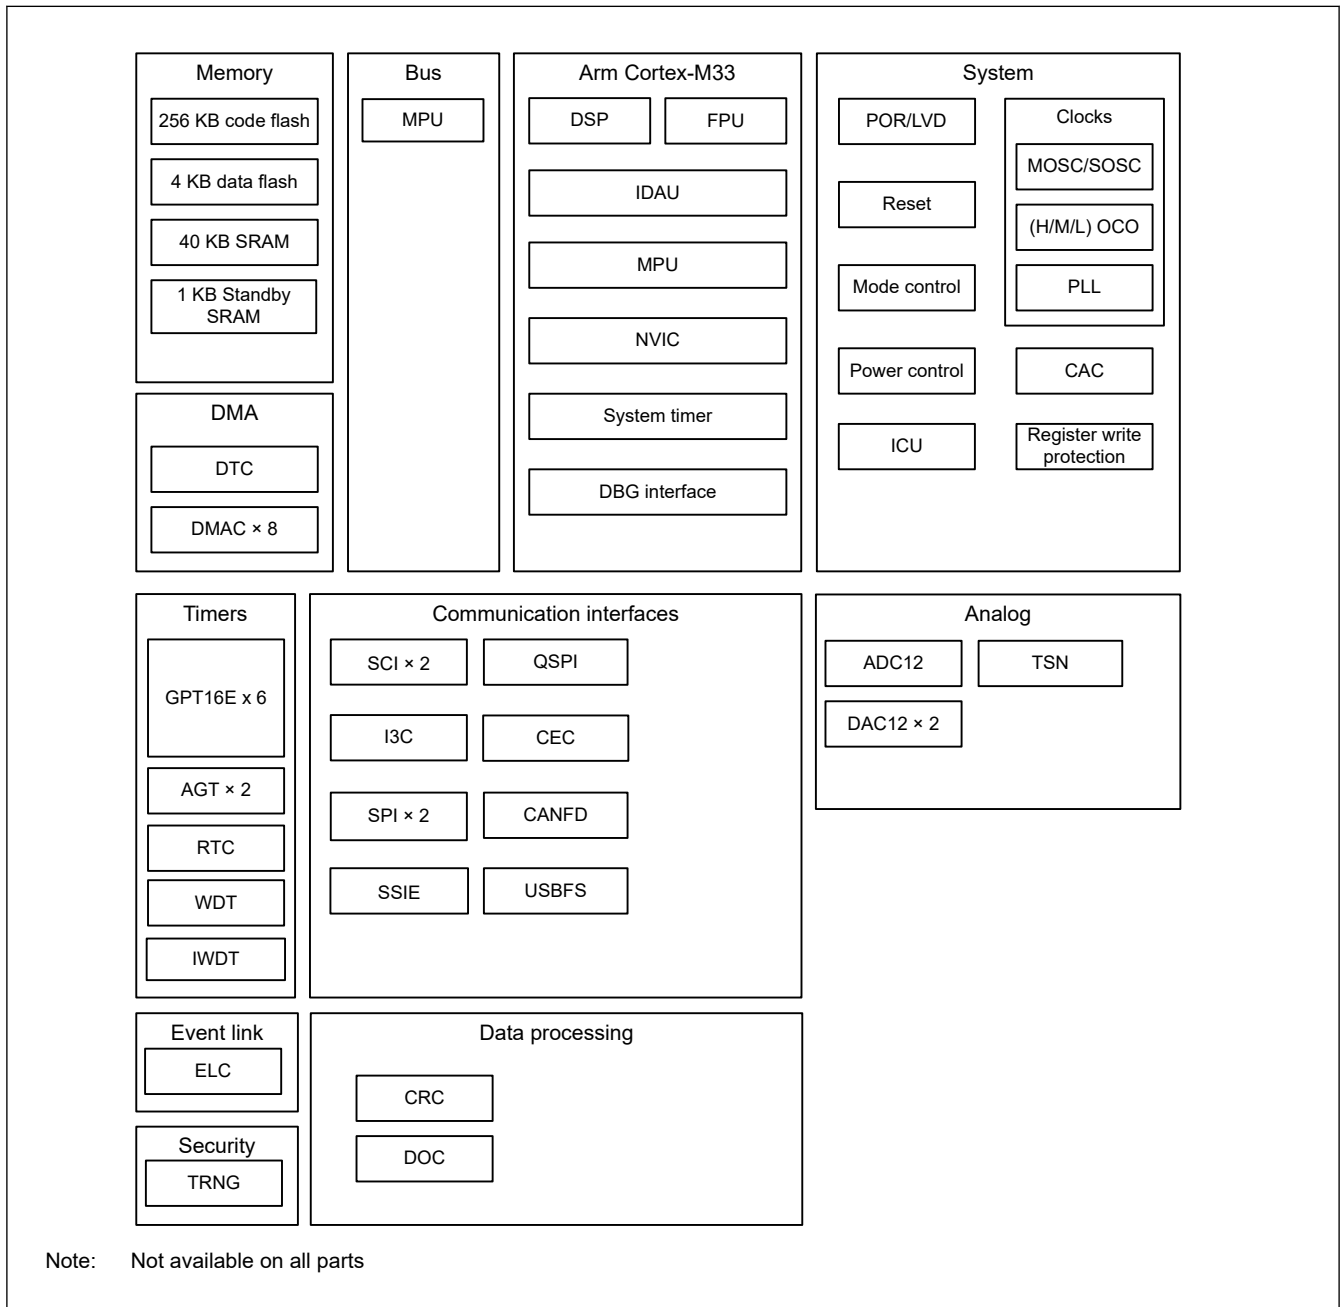 Memory
256 KB code flash
4 KB data flash
40 KB SRAM
1 KB Standby
SRAM
Bus
MPU
Arm Cortex-M33
DSP
FPU
IDAU
MPU
NVIC
System timer
DBG interface
System
POR/LVD
Reset
Mode control
Power control
ICU
Clocks
MOSC/SOSC
(H/M/L) OCO
PLL
CAC
Register write
protection
DMA
DTC
DMAC × 8
Timers
GPT16E x 6
AGT × 2
RTC
WDT
IWDT
Communication interfaces
SCI × 2
QSPI
I3C
CEC
SPI × 2
CANFD
SSIE
USBFS
Analog
ADC12
TSN
DAC12 × 2
Event link
ELC
Data processing
CRC
DOC
Security
TRNG
Note: Not available on all parts